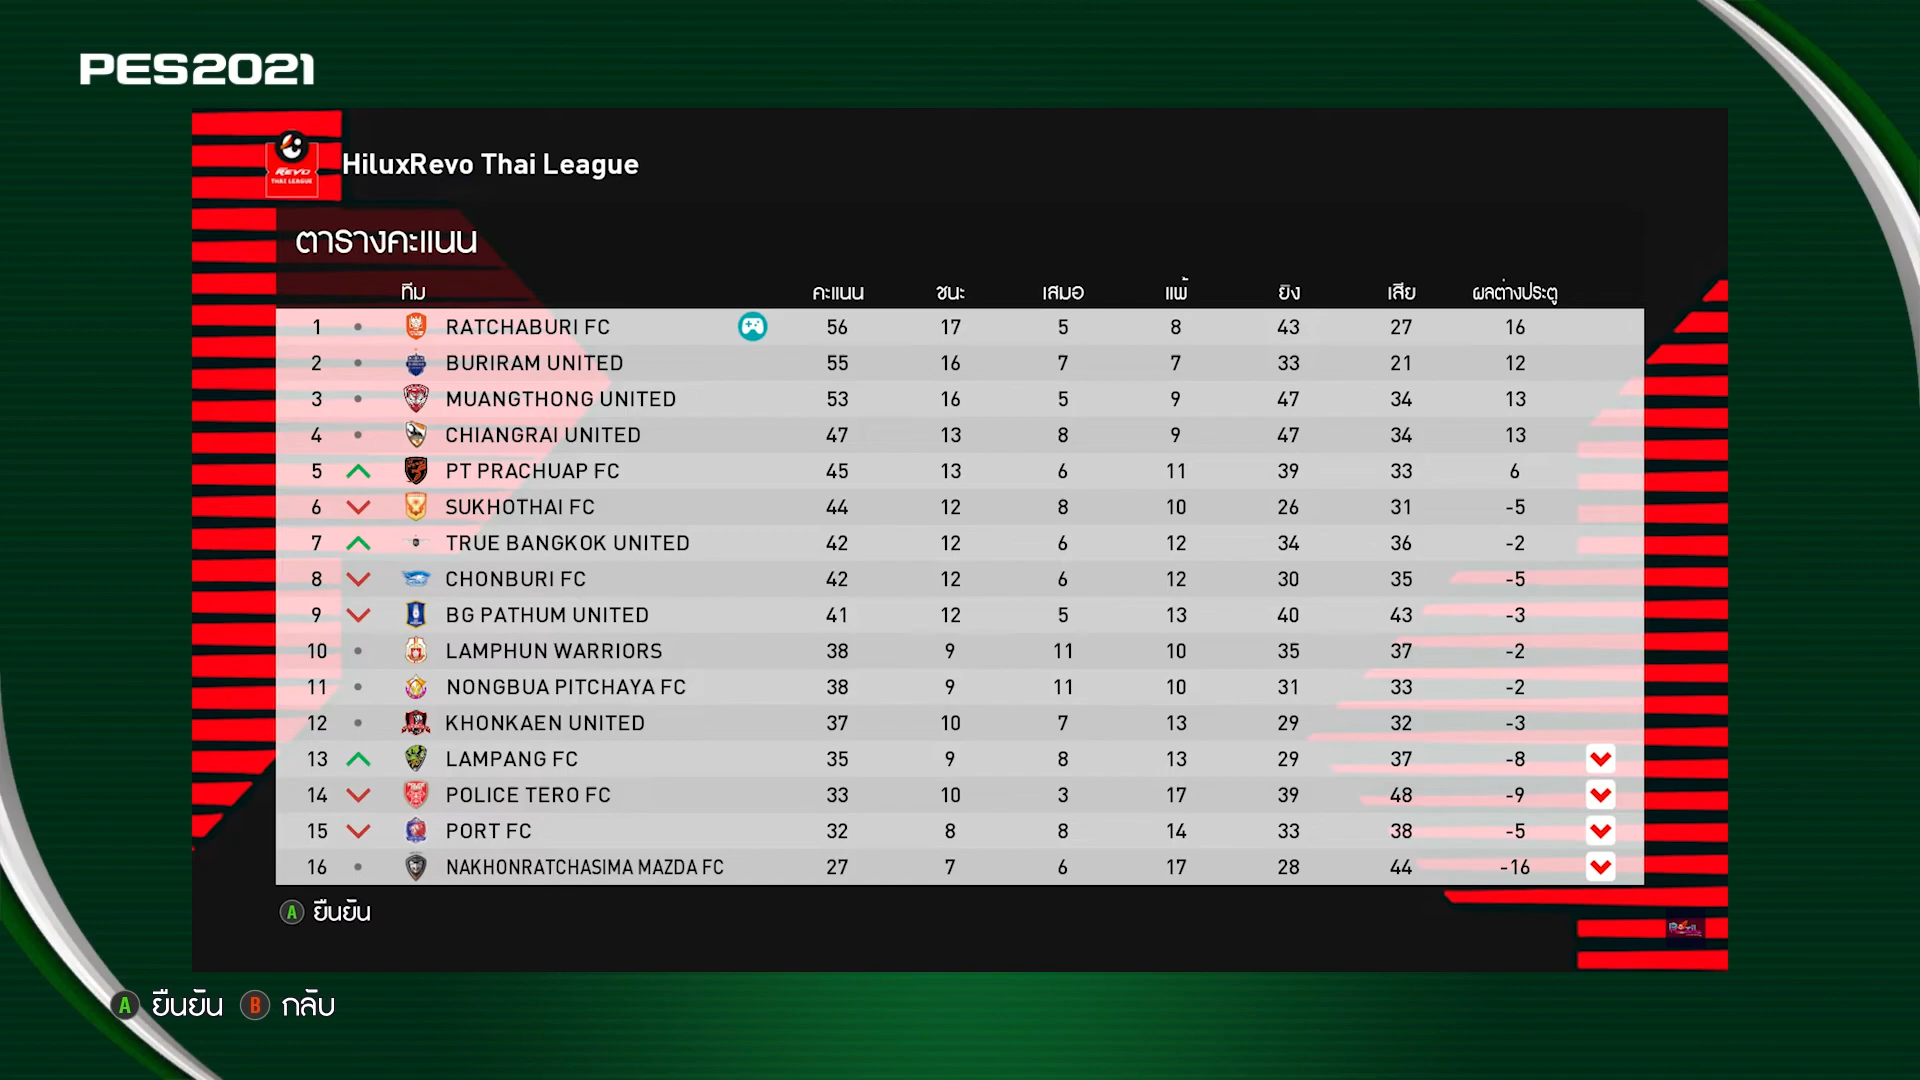 PES2021
REVO
THAI LEAGUE
HiluxRevo Thai League
ตารางคะแนน
ทีม คะแนน ชนะ เสมอ แพ้ ยิง เสีย ผลต่างประตู
1 RATCHABURI FC 56 17 5 8 43 27 16
2 BURIRAM UNITED 55 16 7 7 33 21 12
3 MUANGTHONG UNITED 53 16 5 9 47 34 13
4 CHIANGRAI UNITED 47 13 8 9 47 34 13
5 PT PRACHUAP FC 45 13 6 11 39 33 6
6 SUKHOTHAI FC 44 12 8 10 26 31 -5
7 TRUE BANGKOK UNITED 42 12 6 12 34 36 -2
8 CHONBURI FC 42 12 6 12 30 35 -5
9 BG PATHUM UNITED 41 12 5 13 40 43 -3
10 LAMPHUN WARRIORS 38 9 11 10 35 37 -2
11 NONGBUA PITCHAYA FC 38 9 11 10 31 33 -2
12 KHONKAEN UNITED 37 10 7 13 29 32 -3
13 LAMPANG FC 35 9 8 13 29 37 -8
14 POLICE TERO FC 33 10 3 17 39 48 -9
15 PORT FC 32 8 8 14 33 38 -5
16 NAKHONRATCHASIMA MAZDA FC 27 7 6 17 28 44 -16
A ยืนยัน
A ยืนยัน B กลับ